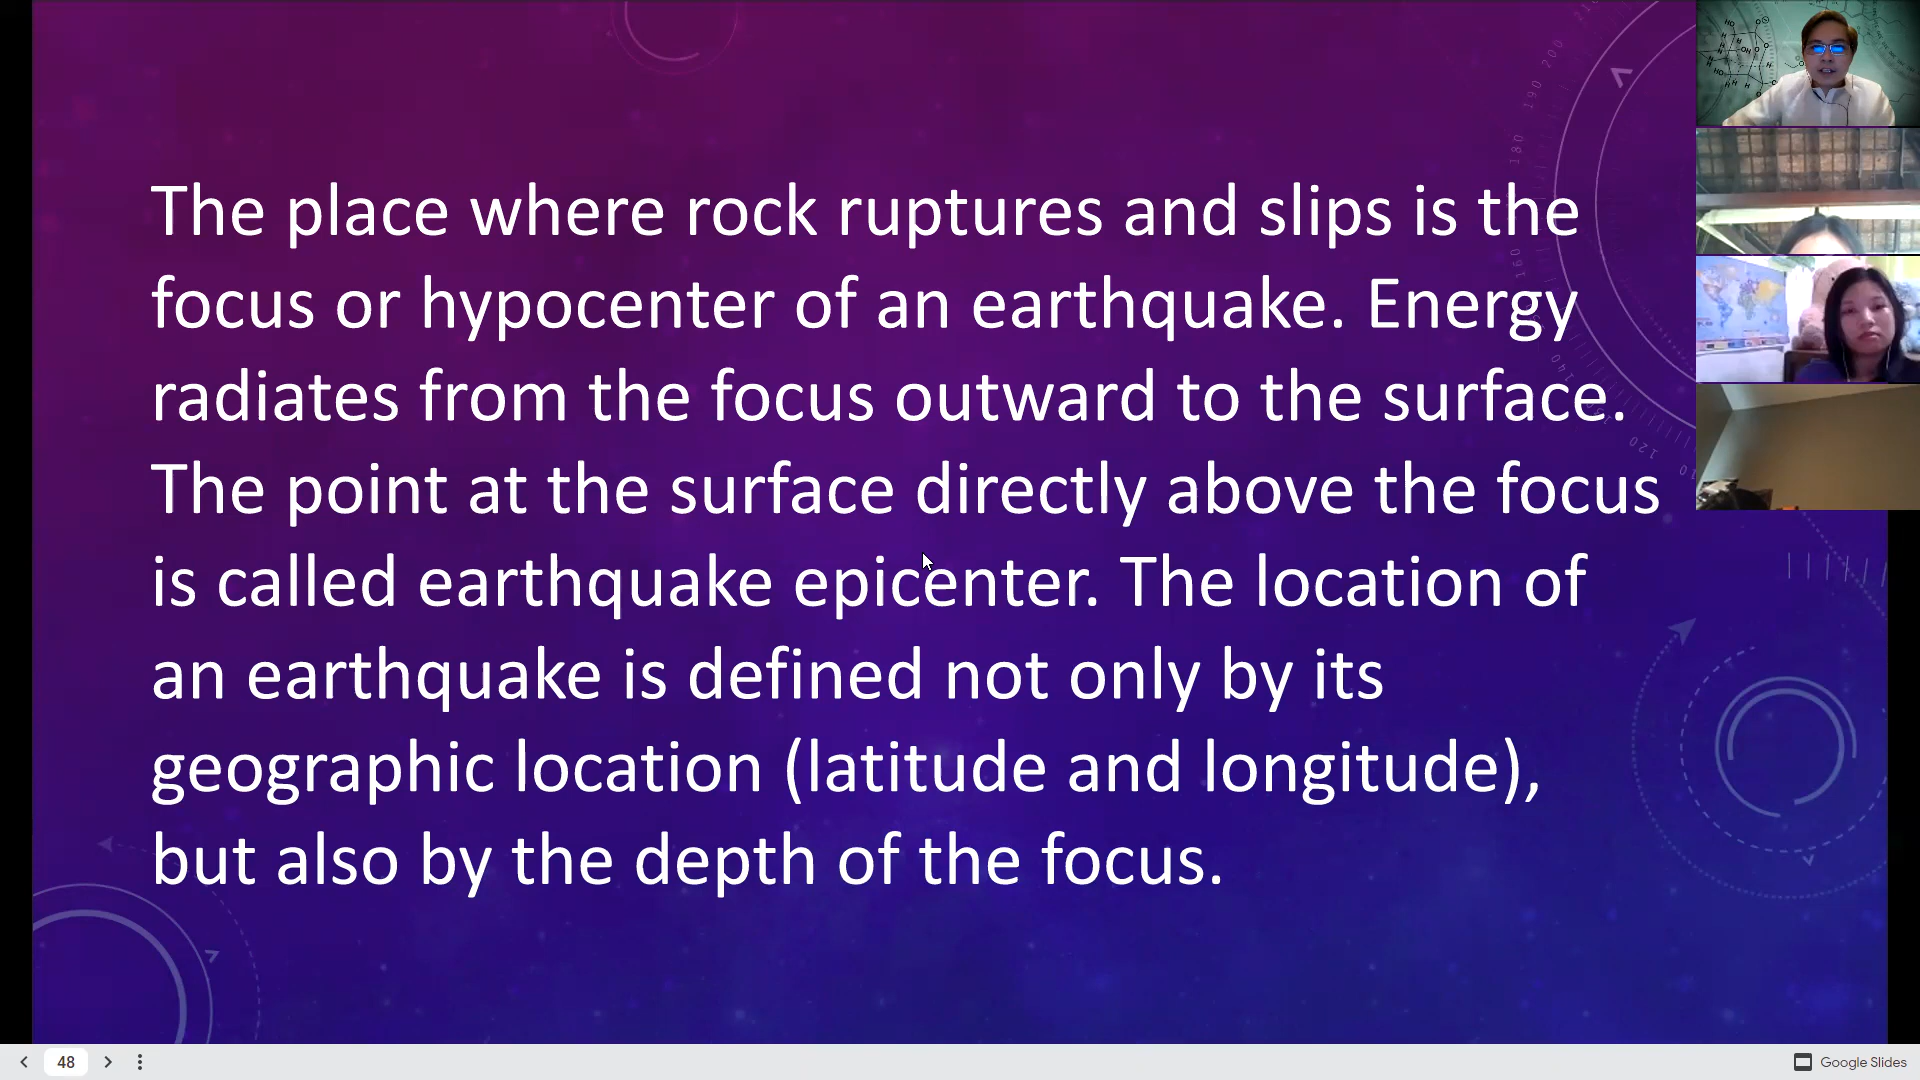 The place where rock ruptures and slips is the
focus or hypocenter of an earthquake. Energy
radiates from the focus outward to the surface.
The point at the surface directly above the focus
is called earthquake epicenter. The location of
an earthquake is defined not only by its
geographic location (latitude and longitude),
but also by the depth of the focus.
48
Google Slides